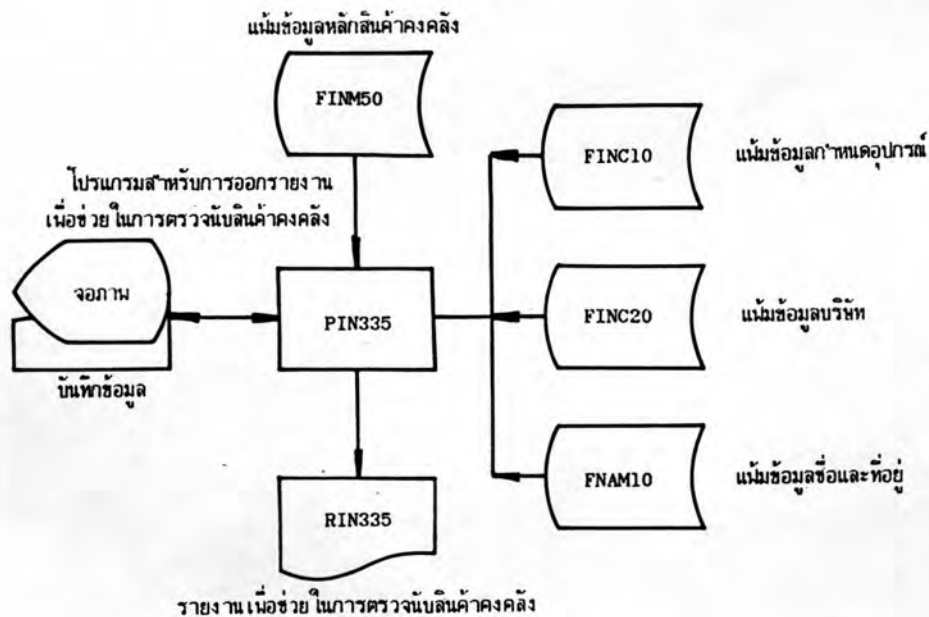 แฟ้มข้อมูลหลักสินค้าคงคลัง
FINM50
FINC10
แฟ้มข้อมูลกำหนดอุปกรณ์
โปรแกรมสำหรับการออกรายงาน
เพื่อช่วยในการตรวจนับสินค้าคงคลัง
จอภาพ
บันทึกข้อมูล
PIN335
FINC20
แฟ้มข้อมูลบริษัท
FNAM10
แฟ้มข้อมูลชื่อและที่อยู่
RIN335
รายงานเพื่อช่วยในการตรวจนับสินค้าคงคลัง